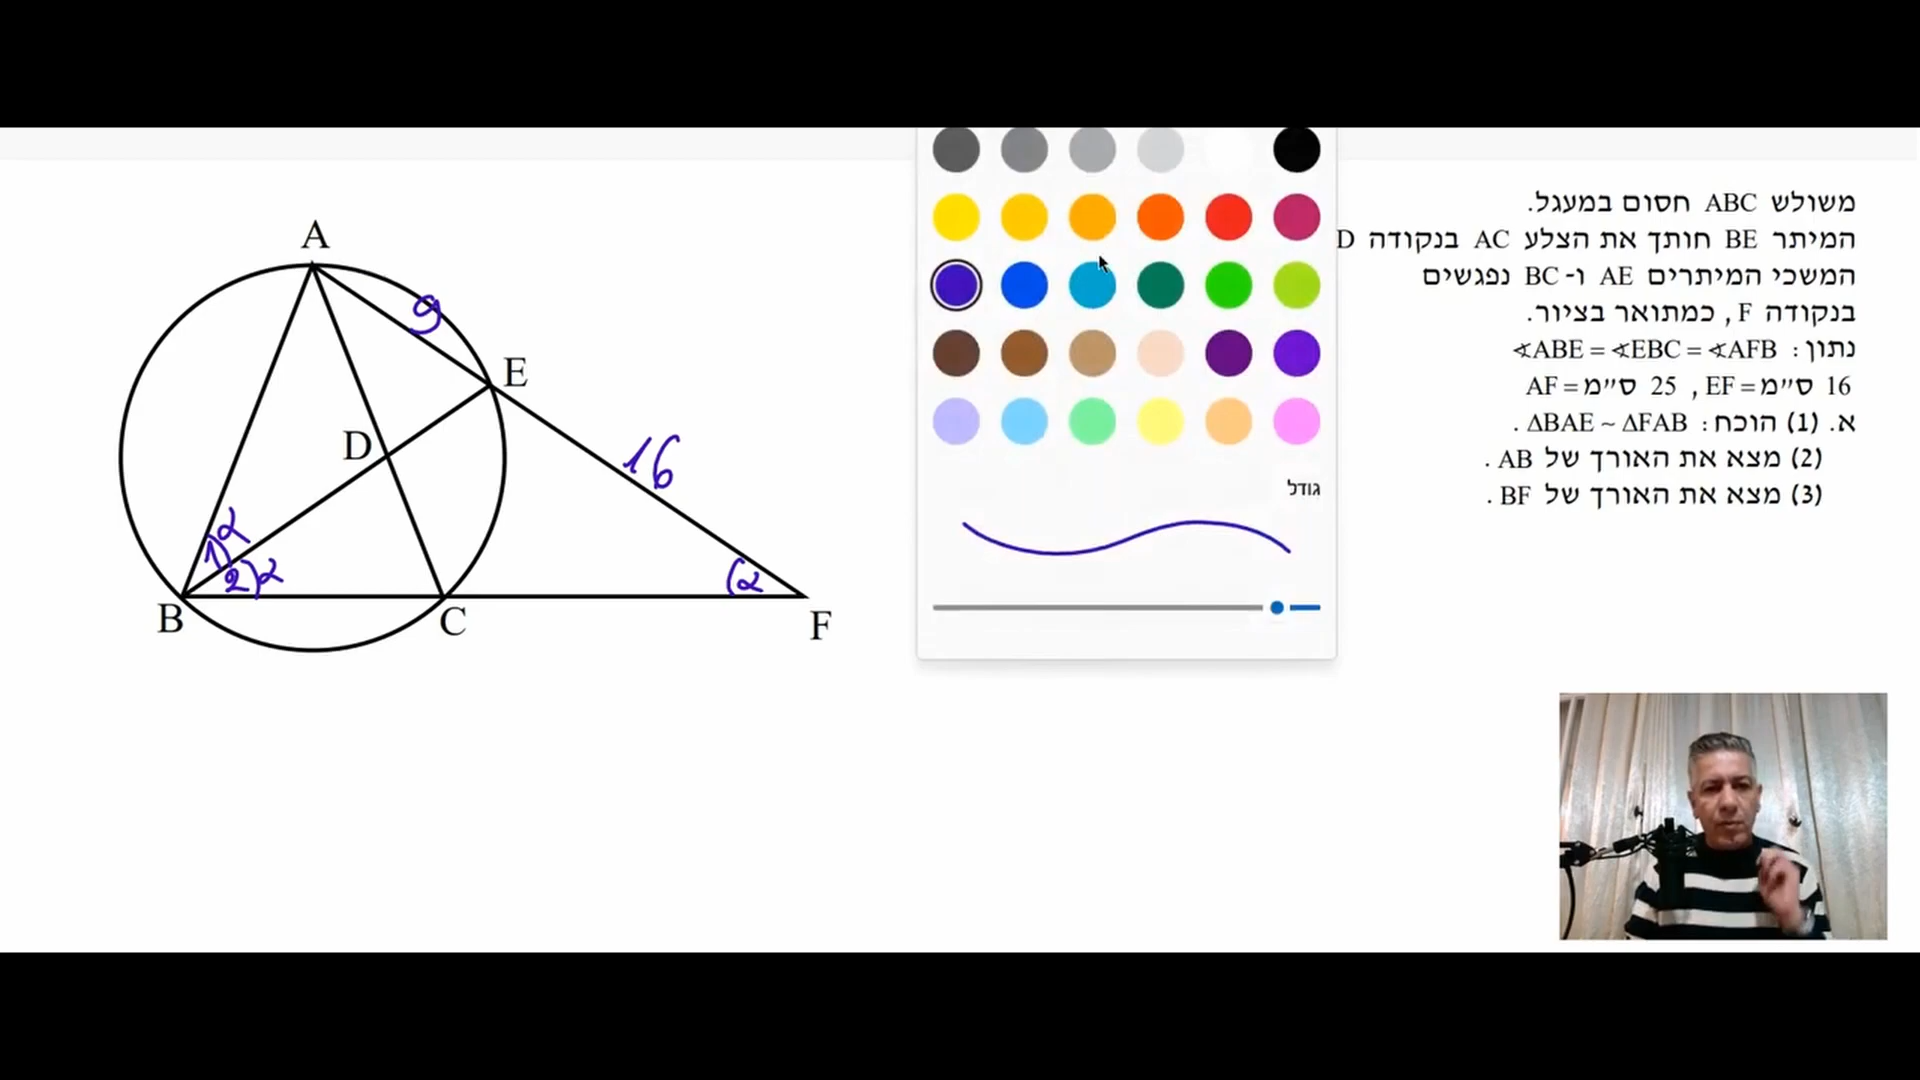 משולש ABC חסום במעגל.
המיתר BE חותך את הצלע AC בנקודה D
המשכי המיתרים AE ו- BC נפגשים
בנקודה F , כמתואר בציור.
נתון : ∢ABE = ∢EBC = ∢AFB
16 ס״מ = EF , 25 ס״מ = AF
א. (1) הוכח : ΔBAE ~ ΔFAB .
(2) מצא את האורך של AB .
(3) מצא את האורך של BF .
גודל
A
9
E
D
16
1 α
2 α
α
B
C
F